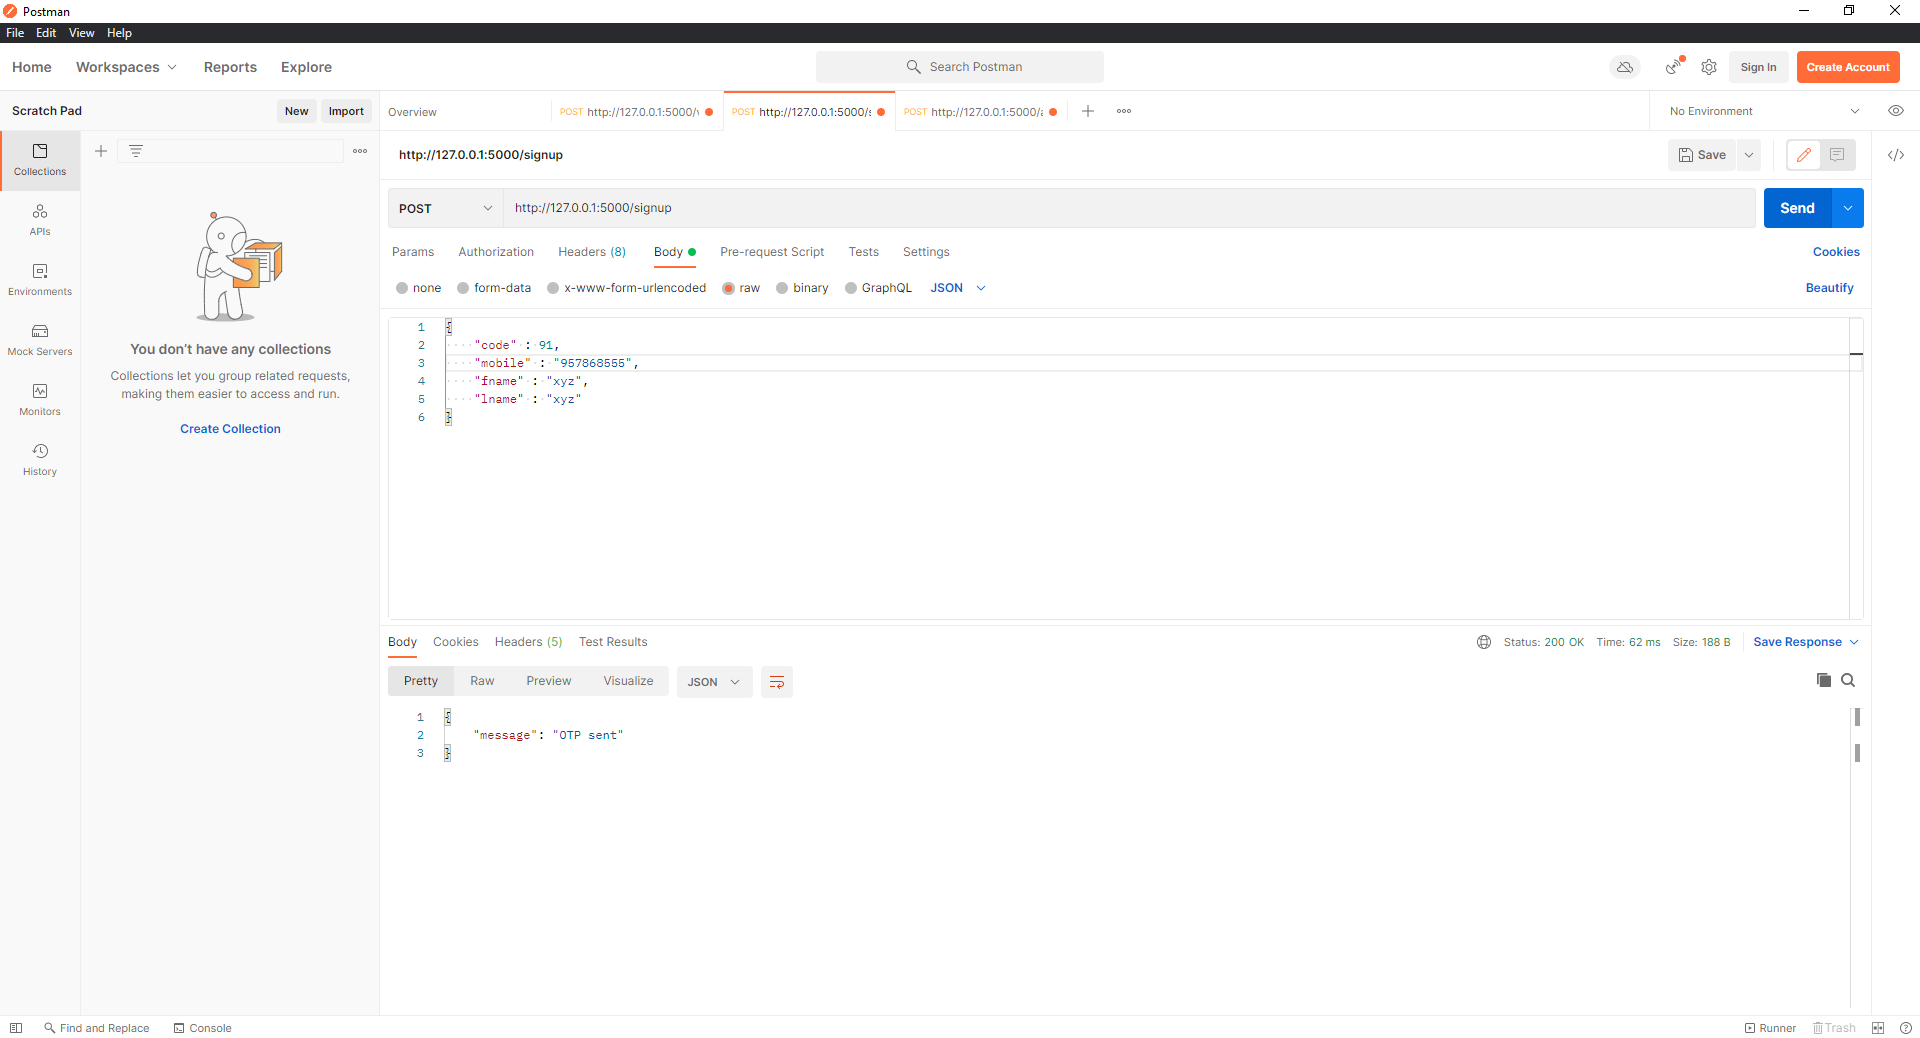 Postman
File Edit View Help
Home Workspaces Reports Explore
Search Postman
Sign In
Create Account
Scratch Pad
New
Import
Overview
POST http://127.0.0.1:5000/
POST http://127.0.0.1:5000/s
POST http://127.0.0.1:5000/
No Environment
Collections
APIs
Environments
Mock Servers
Monitors
History
You don't have any collections
Collections let you group related requests,
making them easier to access and run.
Create Collection
http://127.0.0.1:5000/signup
Save
POST
http://127.0.0.1:5000/signup
Send
Params Authorization Headers (8) Body Pre-request Script Tests Settings
Cookies
none form-data x-www-form-urlencoded raw binary GraphQL JSON
Beautify
1 {
2 "code" : 91,
3 "mobile" : "957868555",
4 "fname" : "xyz",
5 "lname" : "xyz"
6 }
Body Cookies Headers (5) Test Results
Status: 200 OK Time: 62 ms Size: 188 B
Save Response
Pretty Raw Preview Visualize JSON
1 {
2 "message": "OTP sent"
3 }
Find and Replace Console
Runner Trash